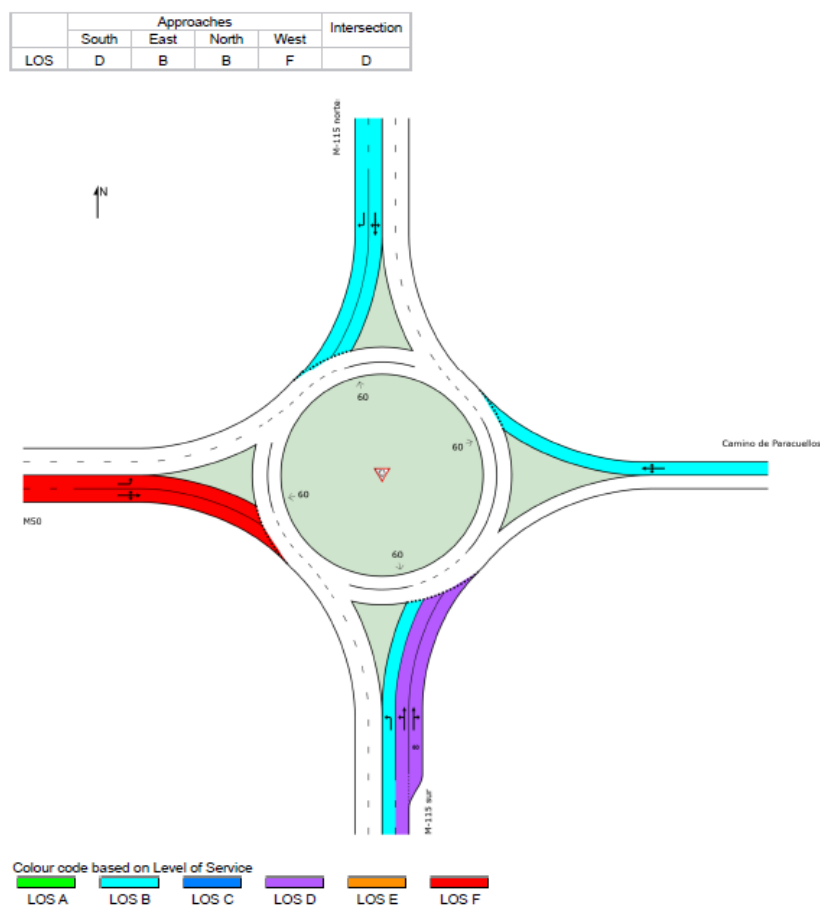 Approaches Intersection
South East North West
LOS D B B F D
M-115 norte
N
60
60
Camino de Paracuellos
60
M50
60
8
M-115 sur
Colour code based on Level of Service
LOS A LOS B LOS C LOS D LOS E LOS F